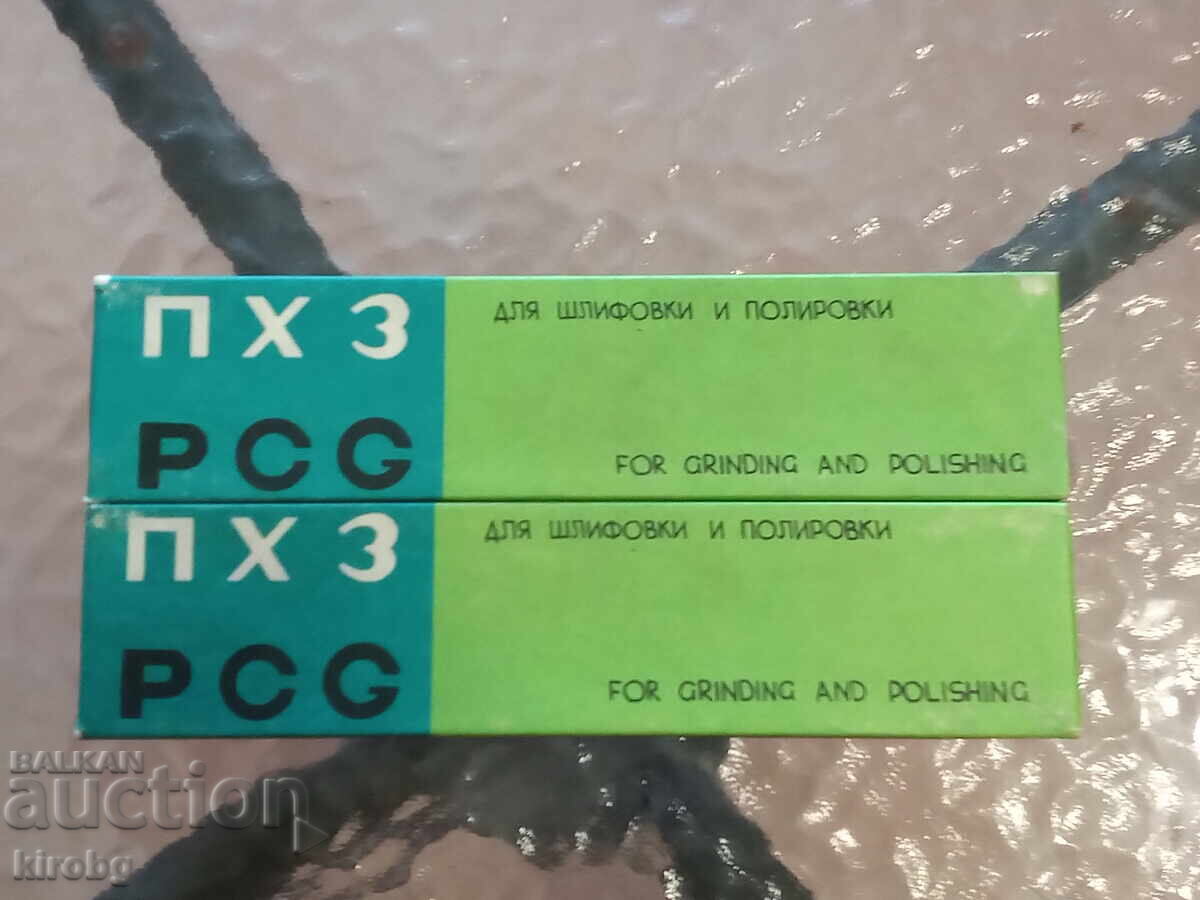 ПХЗ
ДЛЯ ШЛИФОВКИ И ПОЛИРОВКИ
PCG
FOR GRINDING AND POLISHING
ПХЗ
ДЛЯ ШЛИФОВКИ И ПОЛИРОВКИ
PCG
FOR GRINDING AND POLISHING
BALKAN
auction
kirobg